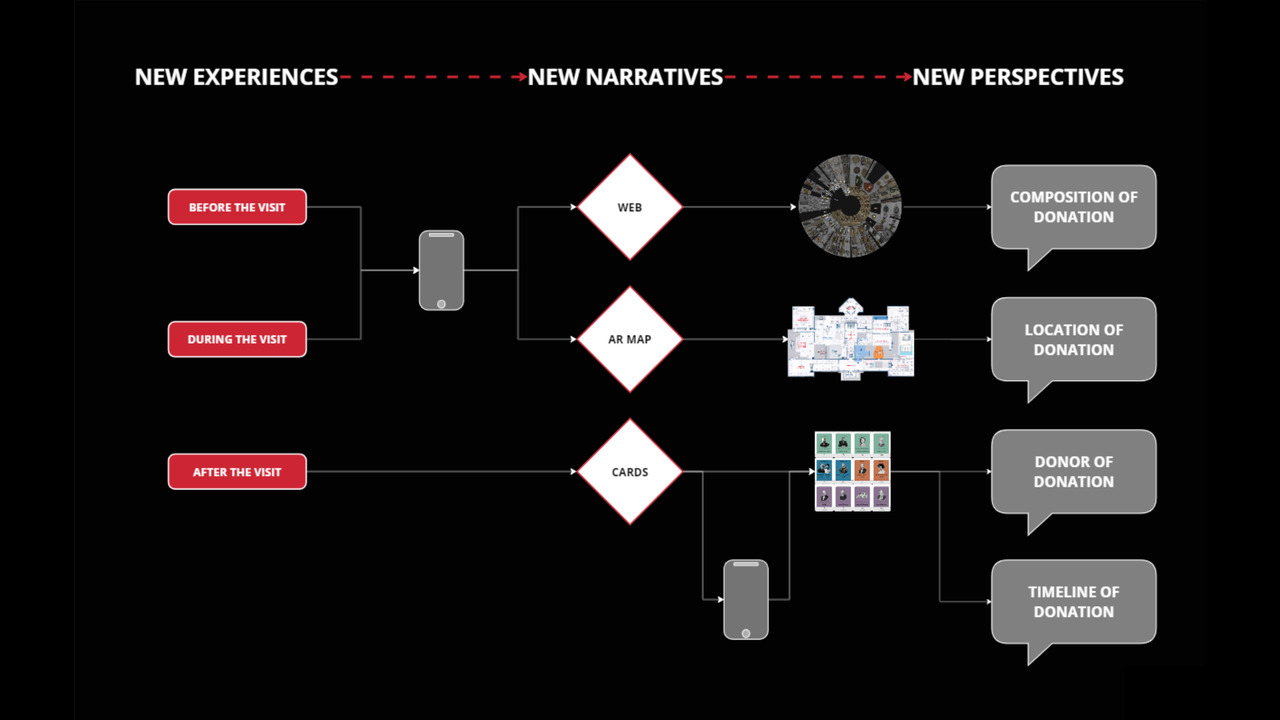 NEW EXPERIENCES
NEW NARRATIVES
NEW PERSPECTIVES
BEFORE THE VISIT
WEB
COMPOSITION OF
DONATION
DURING THE VISIT
AR MAP
LOCATION OF
DONATION
AFTER THE VISIT
CARDS
DONOR OF
DONATION
TIMELINE OF
DONATION